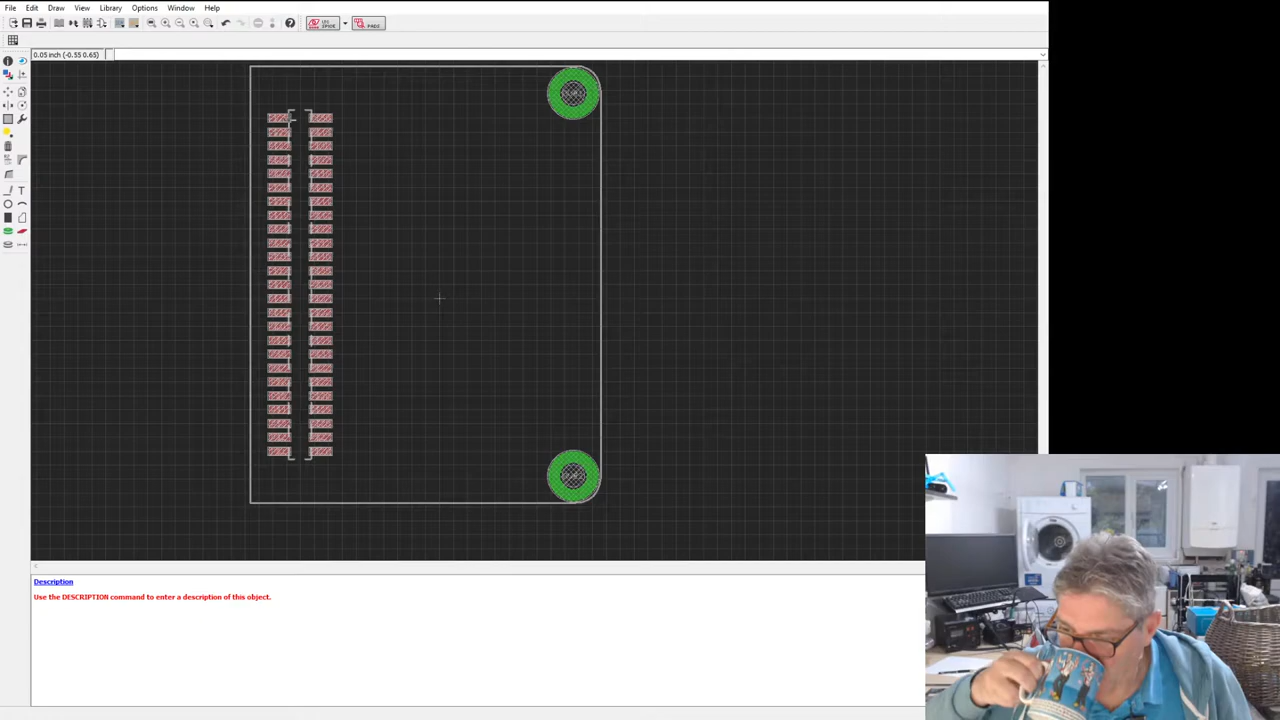 File Edit Draw View Library Options Window Help
0.05 inch (-0.55 0.65)
Description
Use the DESCRIPTION command to enter a description of this object.